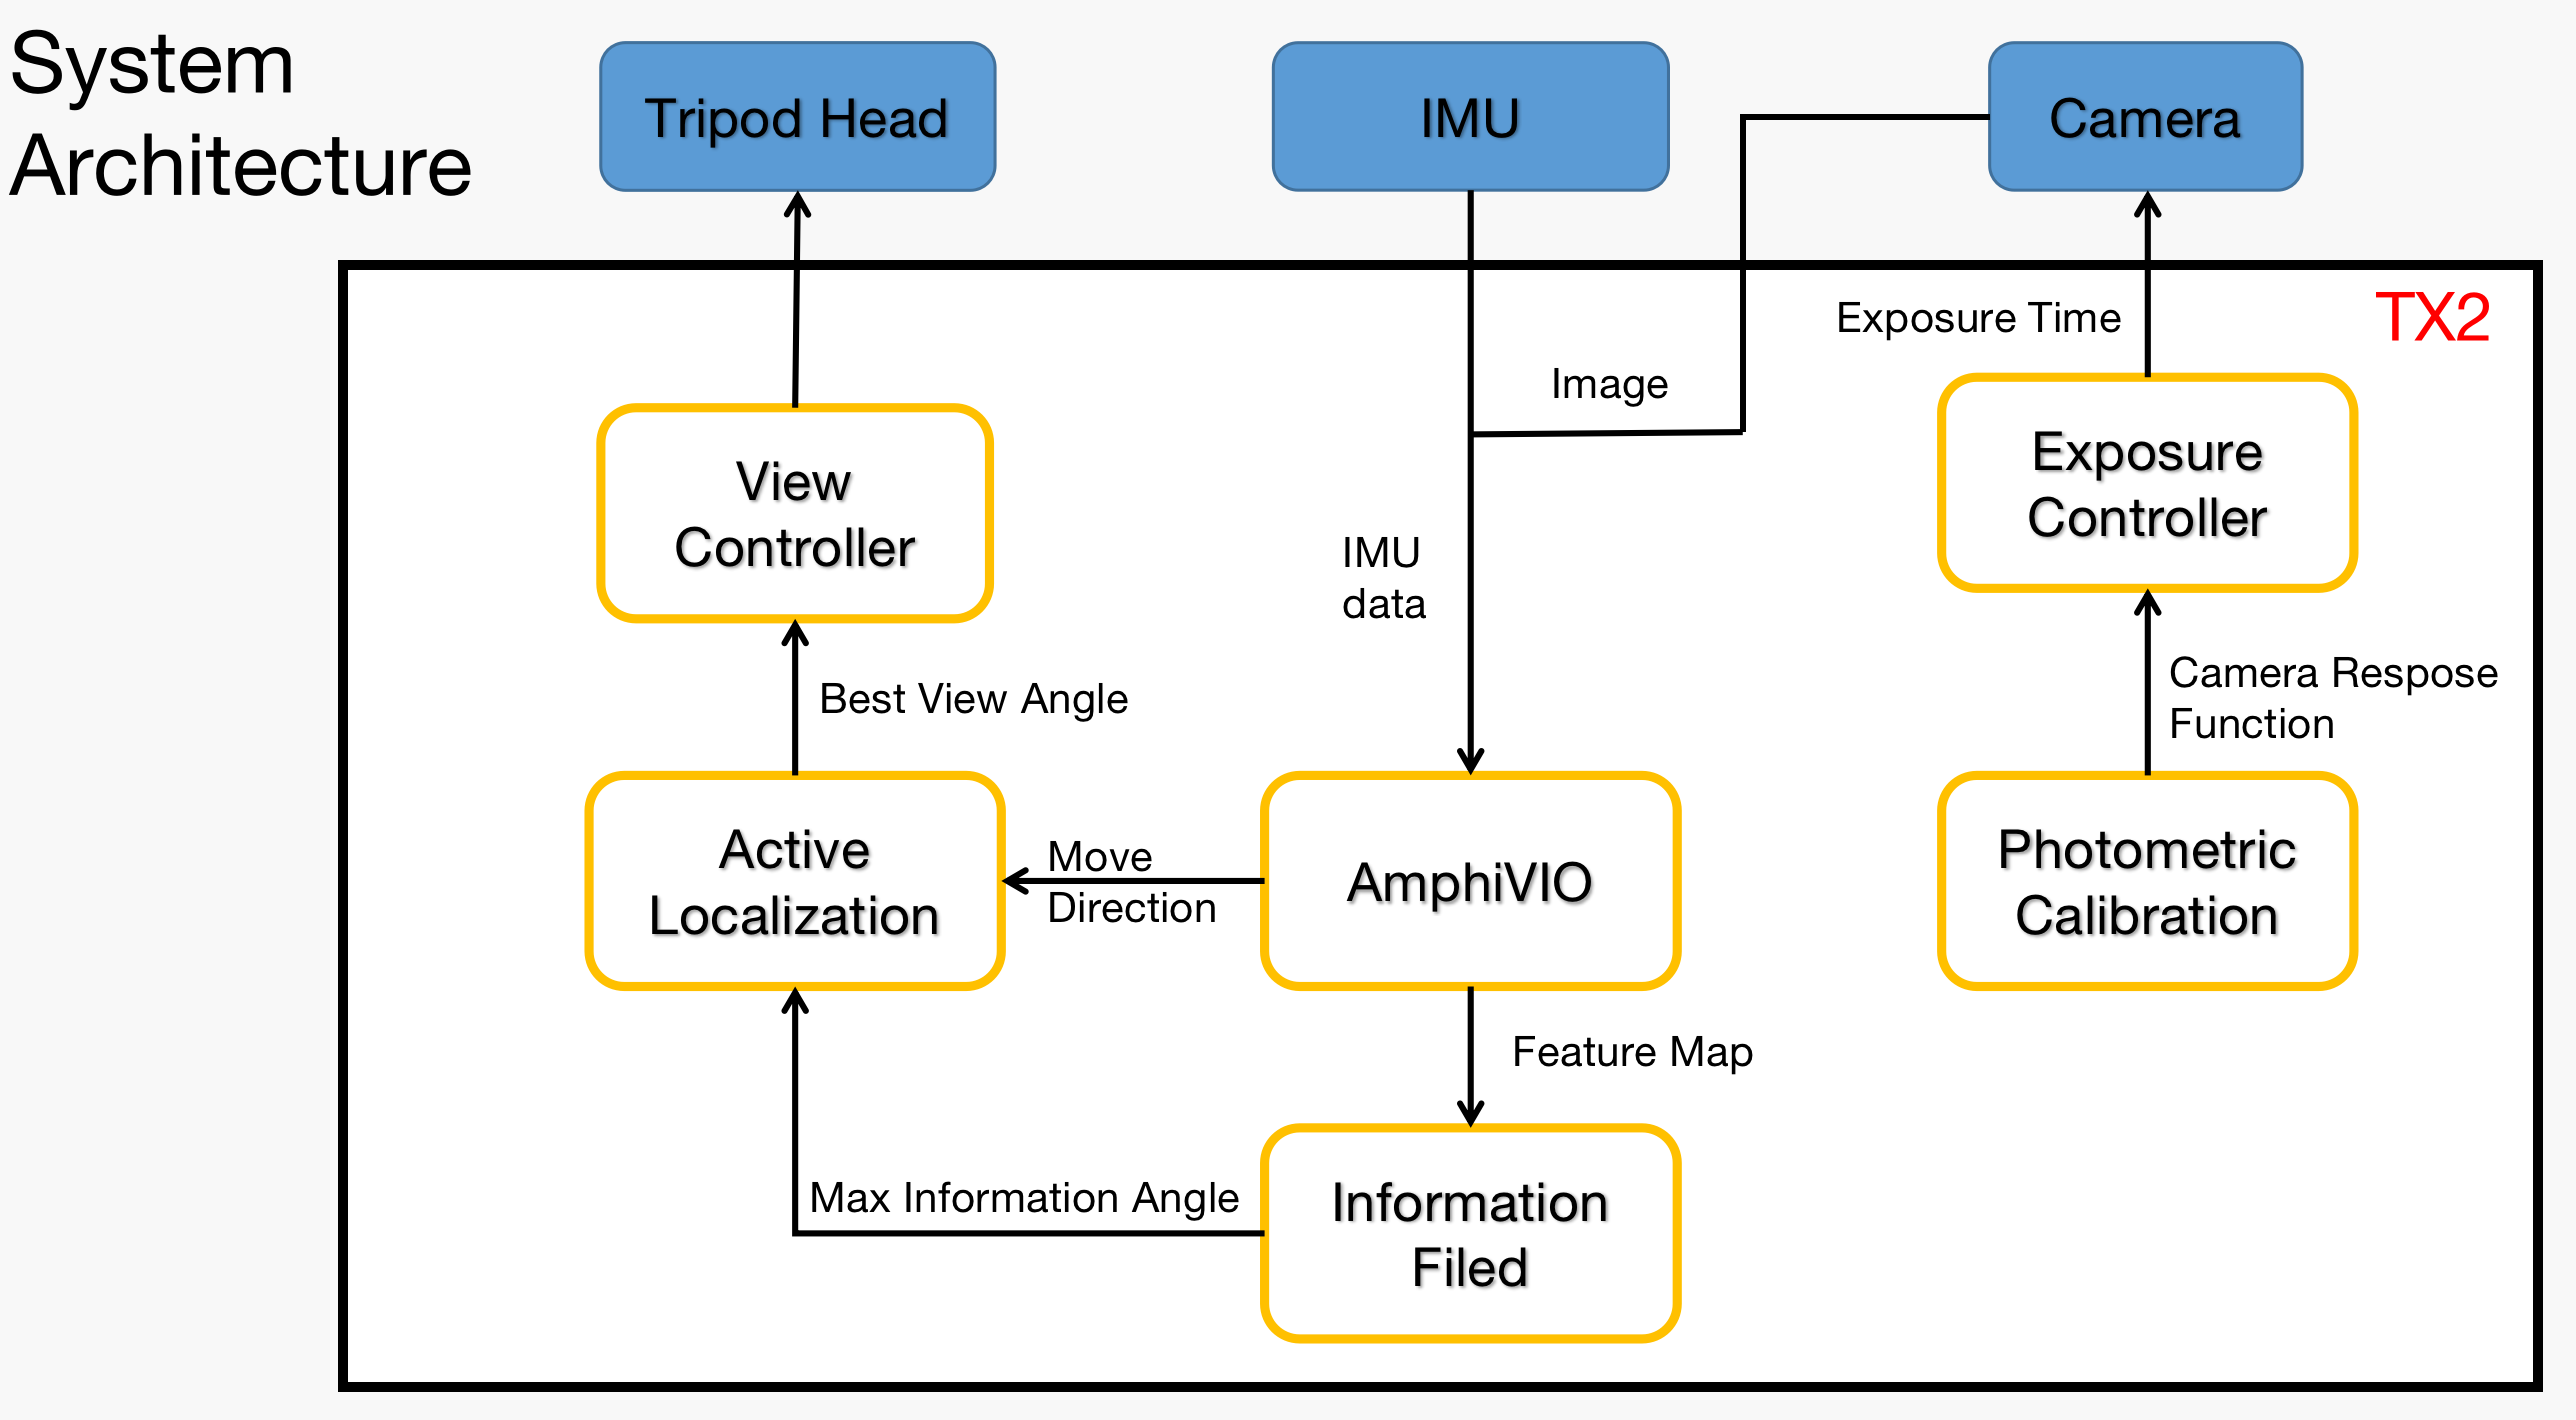 System
Architecture
Tripod Head
IMU
Camera
TX2
Exposure Time
Image
View
Controller
Exposure
Controller
IMU
data
Best View Angle
Camera Respose
Function
Active
Localization
Move
Direction
AmphiVIO
Photometric
Calibration
Feature Map
Max Information Angle
Information
Filed